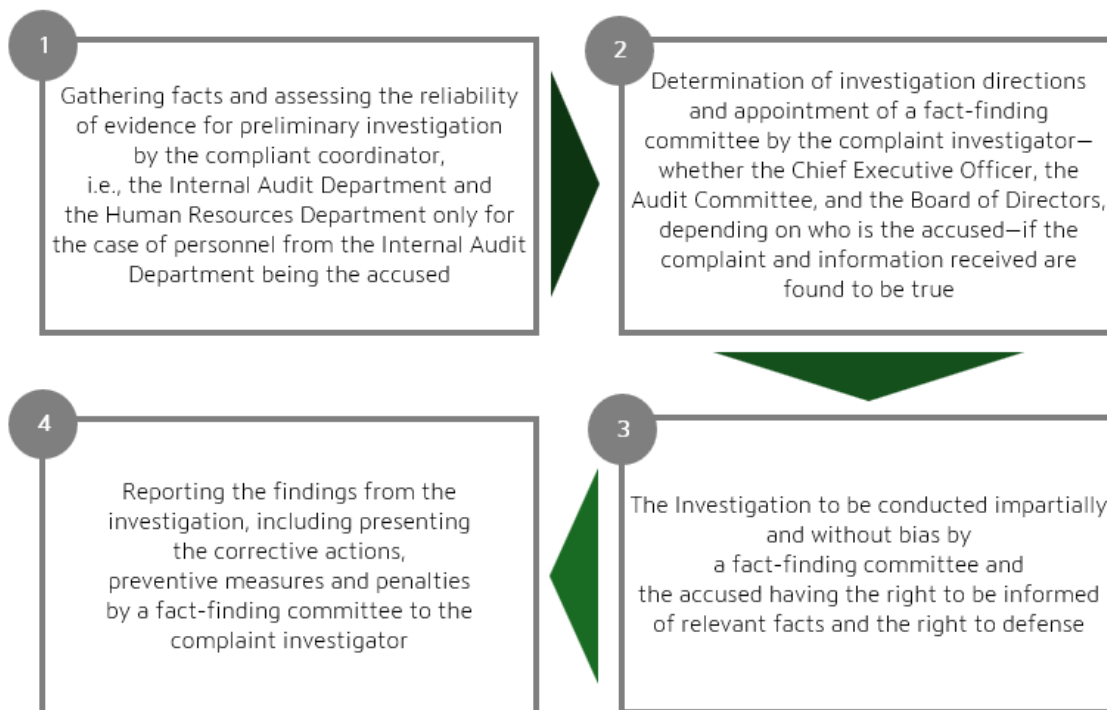 1
Gathering facts and assessing the reliability
of evidence for preliminary investigation
by the compliant coordinator,
i.e., the Internal Audit Department and
the Human Resources Department only for
the case of personnel from the Internal Audit
Department being the accused
2
Determination of investigation directions
and appointment of a fact-finding
committee by the complaint investigator—
whether the Chief Executive Officer, the
Audit Committee, and the Board of Directors,
depending on who is the accused—if the
complaint and information received are
found to be true
3
The Investigation to be conducted impartially
and without bias by
a fact-finding committee and
the accused having the right to be informed
of relevant facts and the right to defense
4
Reporting the findings from the
investigation, including presenting
the corrective actions,
preventive measures and penalties
by a fact-finding committee to the
complaint investigator